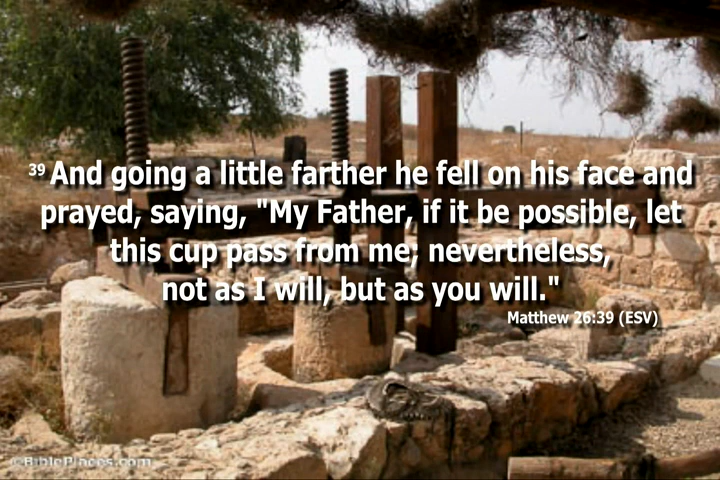 39 And going a little farther he fell on his face and
prayed, saying, "My Father, if it be possible, let
this cup pass from me; nevertheless,
not as I will, but as you will."
Matthew 26:39 (ESV)
©BiblePlaces.com